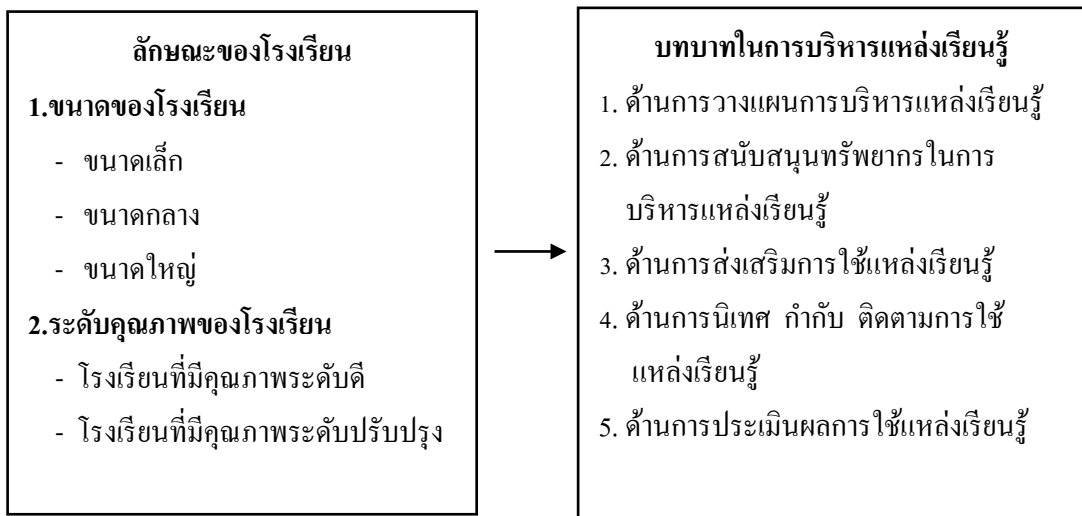 ลักษณะของโรงเรียน
1.ขนาดของโรงเรียน
- ขนาดเล็ก
- ขนาดกลาง
- ขนาดใหญ่
2.ระดับคุณภาพของโรงเรียน
- โรงเรียนที่มีคุณภาพระดับดี
- โรงเรียนที่มีคุณภาพระดับปรับปรุง
บทบาทในการบริหารแหล่งเรียนรู้
1. ด้านการวางแผนการบริหารแหล่งเรียนรู้
2. ด้านการสนับสนุนทรัพยากรในการ
บริหารแหล่งเรียนรู้
3. ด้านการส่งเสริมการใช้แหล่งเรียนรู้
4. ด้านการนิเทศ กำกับ ติดตามการใช้
แหล่งเรียนรู้
5. ด้านการประเมินผลการใช้แหล่งเรียนรู้